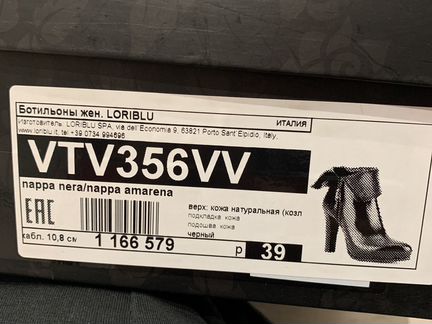 Ботильоны жен. LORIBLU
Изготовитель: LORIBLU SPA, via dell'Economia 9, 63821 Porto Sant'Elpidio, Italy, ИТАЛИЯ
www.loriblu.it, tel.+39 0734 994696
VTV356VV
nappa nera/nappa amarena
верх: кожа натуральная (козл
подкладка: кожа
подошва: кожа
черный
EAC
кабл. 10,8 см
1 166 579
р 39